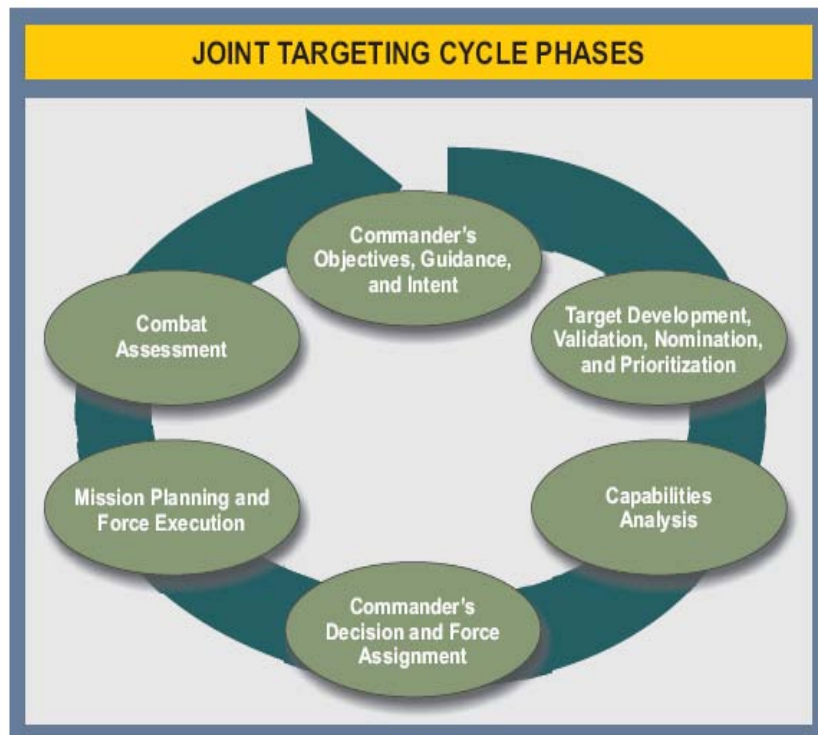 JOINT TARGETING CYCLE PHASES
Commander's
Objectives, Guidance,
and Intent
Target Development,
Validation, Nomination,
and Prioritization
Capabilities
Analysis
Commander's
Decision and Force
Assignment
Mission Planning and
Force Execution
Combat
Assessment